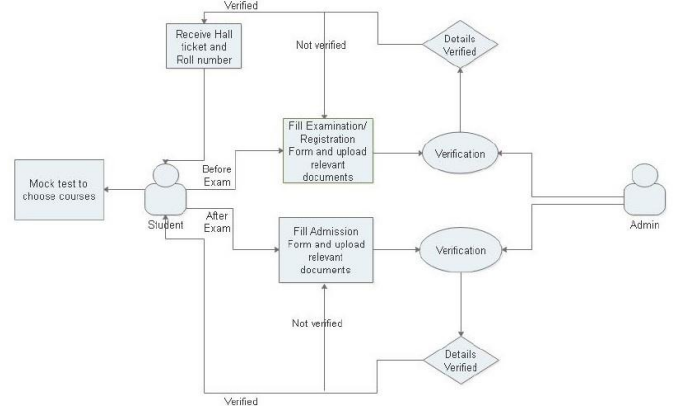 Verified
Receive Hall
ticket and
Roll number
Not verified
Details
Verified
Fill Examination/
Registration
Form and upload
relevant
documents
Verification
Mock test to
choose courses
Before
Exam
Student
After
Exam
Admin
Fill Admission
Form and upload
relevant
documents
Verification
Not verified
Details
Verified
Verified